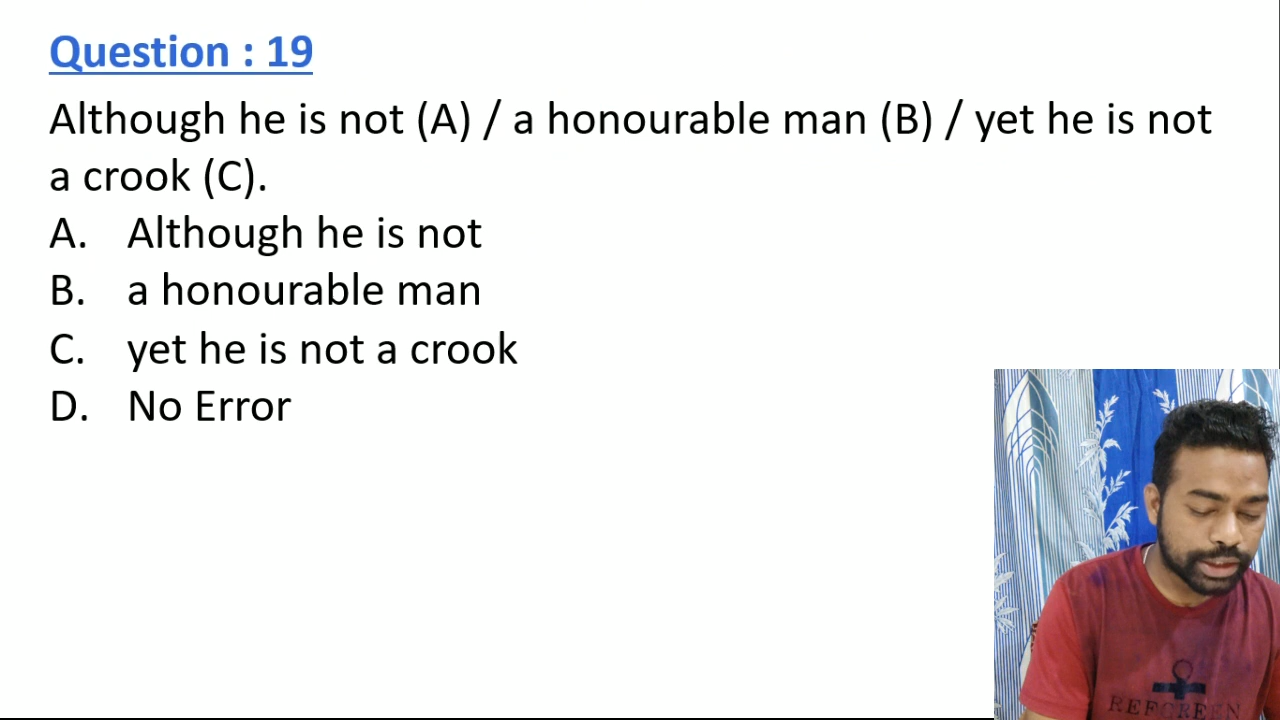 Question : 19
Although he is not (A) / a honourable man (B) / yet he is not
a crook (C).
A. Although he is not
B. a honourable man
C. yet he is not a crook
D. No Error
REFGREEN